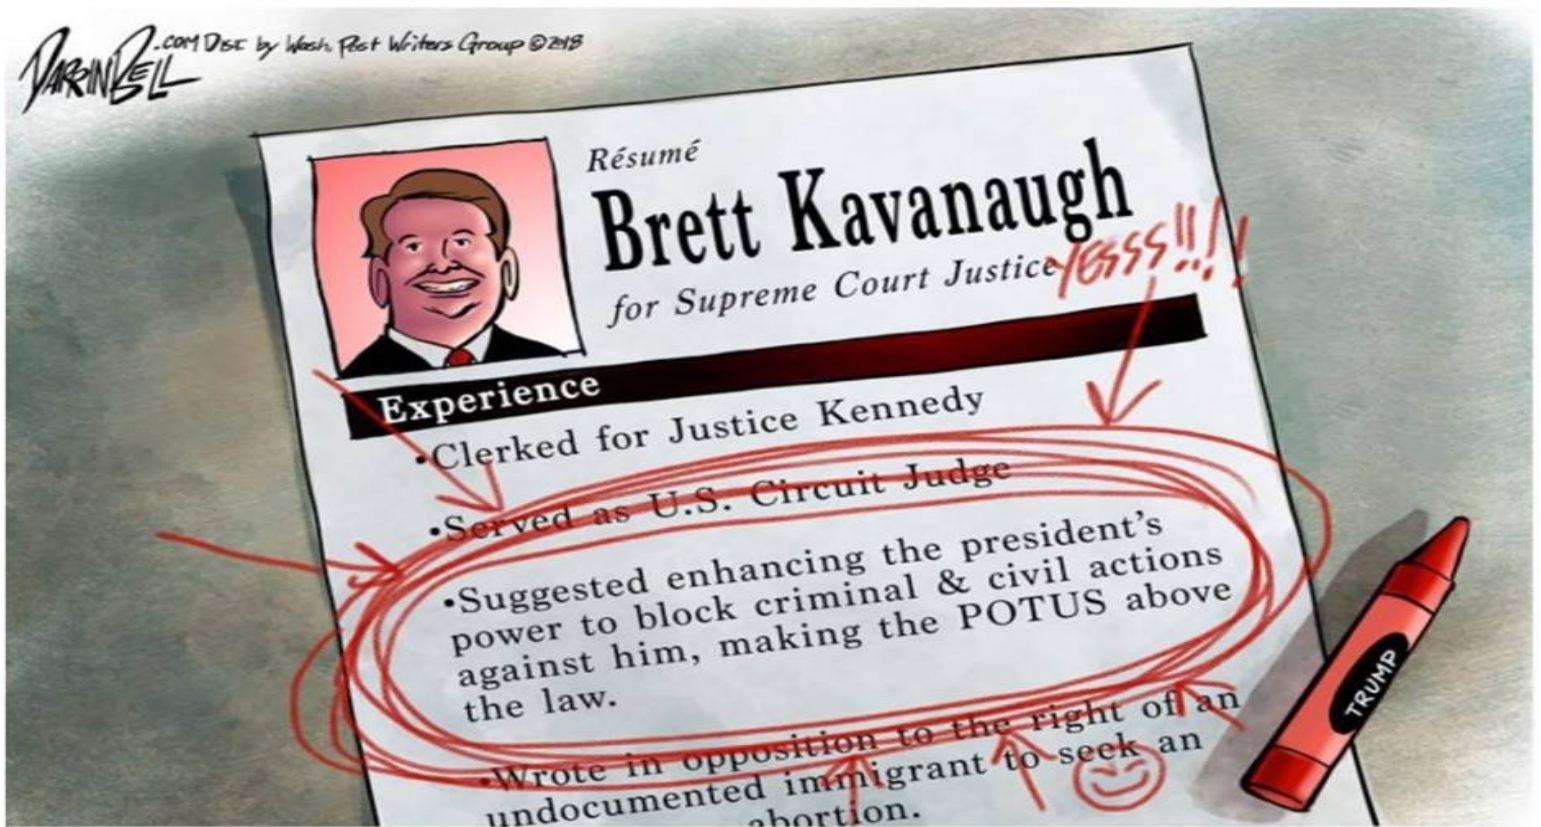 DARRIN BELL .COM Dist by Wash. Post Writers Group ©2018
Résumé
Brett Kavanaugh
for Supreme Court Justice
YESSS!!!!
Experience
•Clerked for Justice Kennedy
•Served as U.S. Circuit Judge
•Suggested enhancing the president's
power to block criminal & civil actions
against him, making the POTUS above
the law.
•Wrote in opposition to the right of an
undocumented immigrant to seek an
abortion.
TRUMP